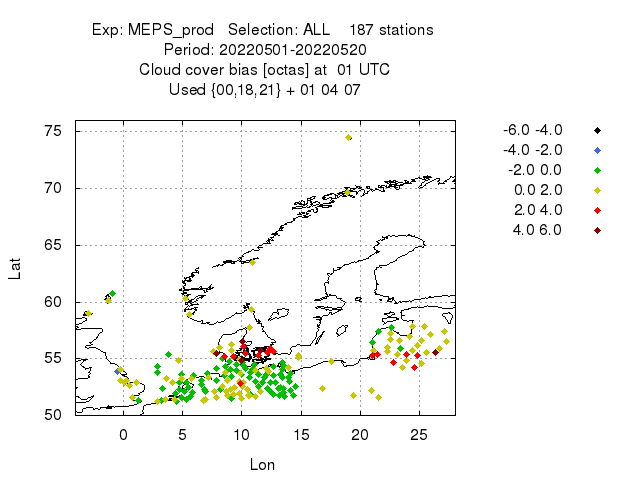 Exp: MEPS_prod   Selection: ALL    187 stations
Period: 20220501-20220520
Cloud cover bias [octas] at  01 UTC
Used {00,18,21} + 01 04 07
-6.0 -4.0
-4.0 -2.0
-2.0 0.0
0.0 2.0
2.0 4.0
4.0 6.0
Lat
75
70
65
60
55
50
0 5 10 15 20 25
Lon